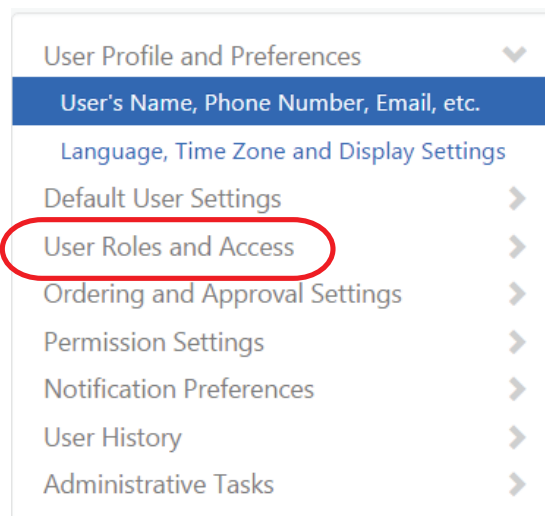 User Profile and Preferences
User's Name, Phone Number, Email, etc.
Language, Time Zone and Display Settings
Default User Settings
User Roles and Access
Ordering and Approval Settings
Permission Settings
Notification Preferences
User History
Administrative Tasks